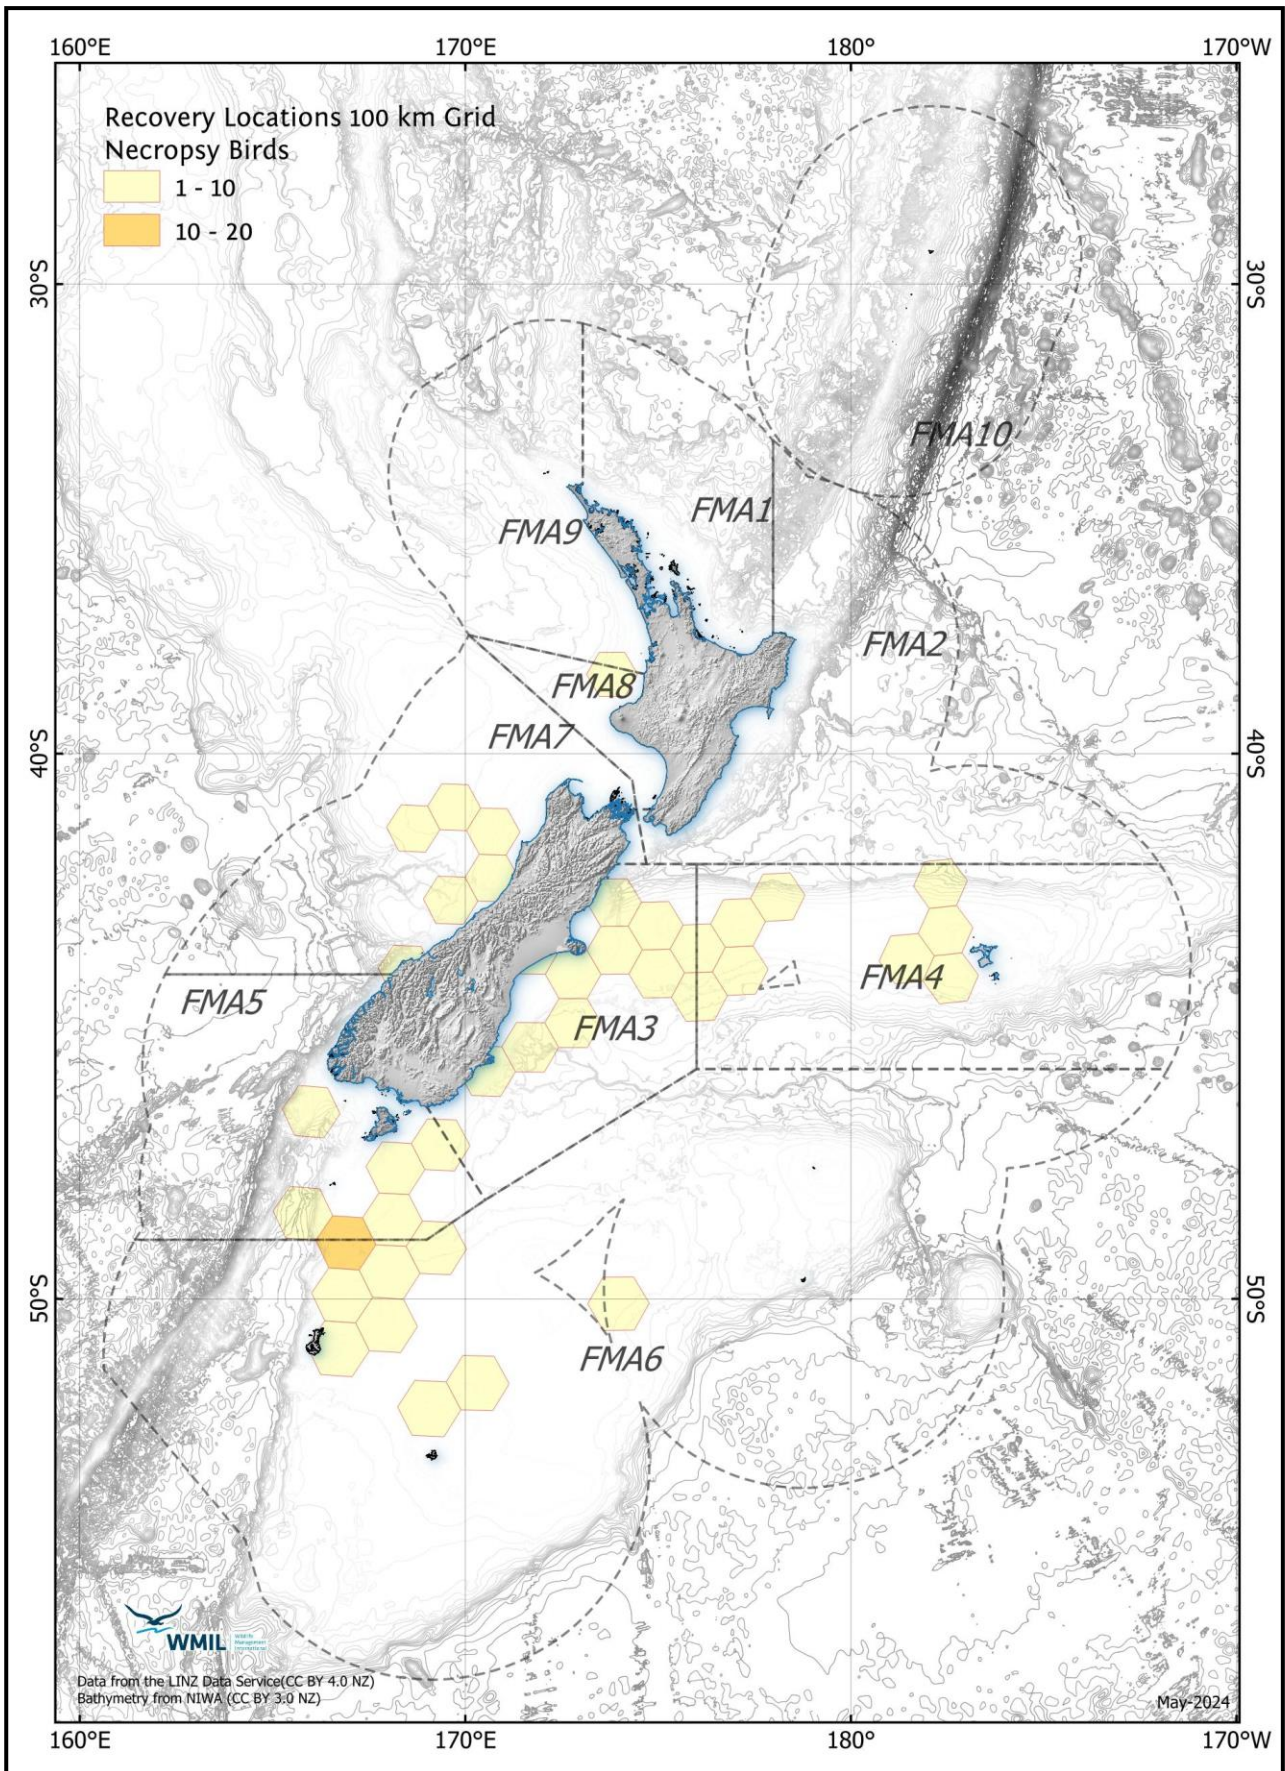 160°E 170°E 180° 170°W
Recovery Locations 100 km Grid
Necropsy Birds
1 - 10
10 - 20
30°S 30°S
FMA10
FMA1
FMA9
FMA2
FMA8
FMA7
40°S 40°S
FMA4
FMA5
FMA3
50°S 50°S
FMA6
WMIL Wildlife
Management
International
Data from the LINZ Data Service(CC BY 4.0 NZ)
Bathymetry from NIWA (CC BY 3.0 NZ)
May-2024
160°E 170°E 180° 170°W